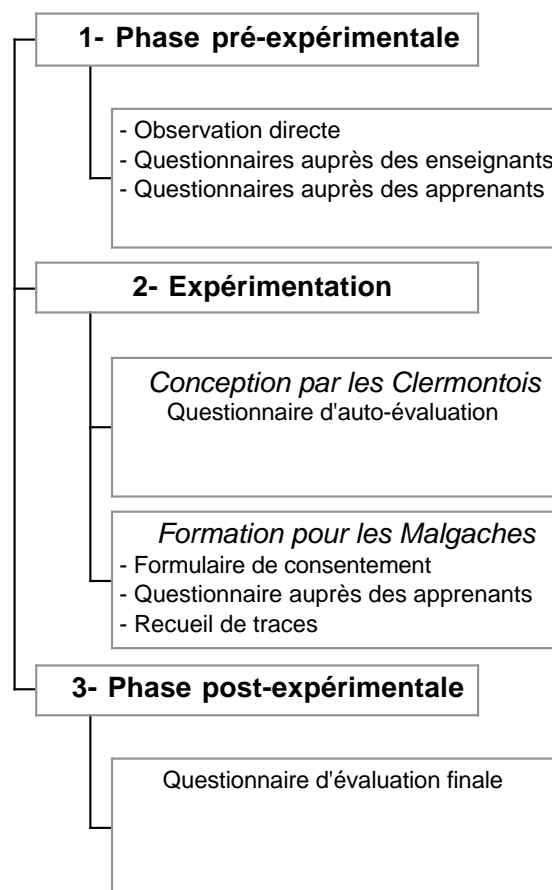 1- Phase pré-expérimentale
- Observation directe
- Questionnaires auprès des enseignants
- Questionnaires auprès des apprenants
2- Expérimentation
Conception par les Clermontois
Questionnaire d'auto-évaluation
Formation pour les Malgaches
- Formulaire de consentement
- Questionnaire auprès des apprenants
- Recueil de traces
3- Phase post-expérimentale
Questionnaire d'évaluation finale